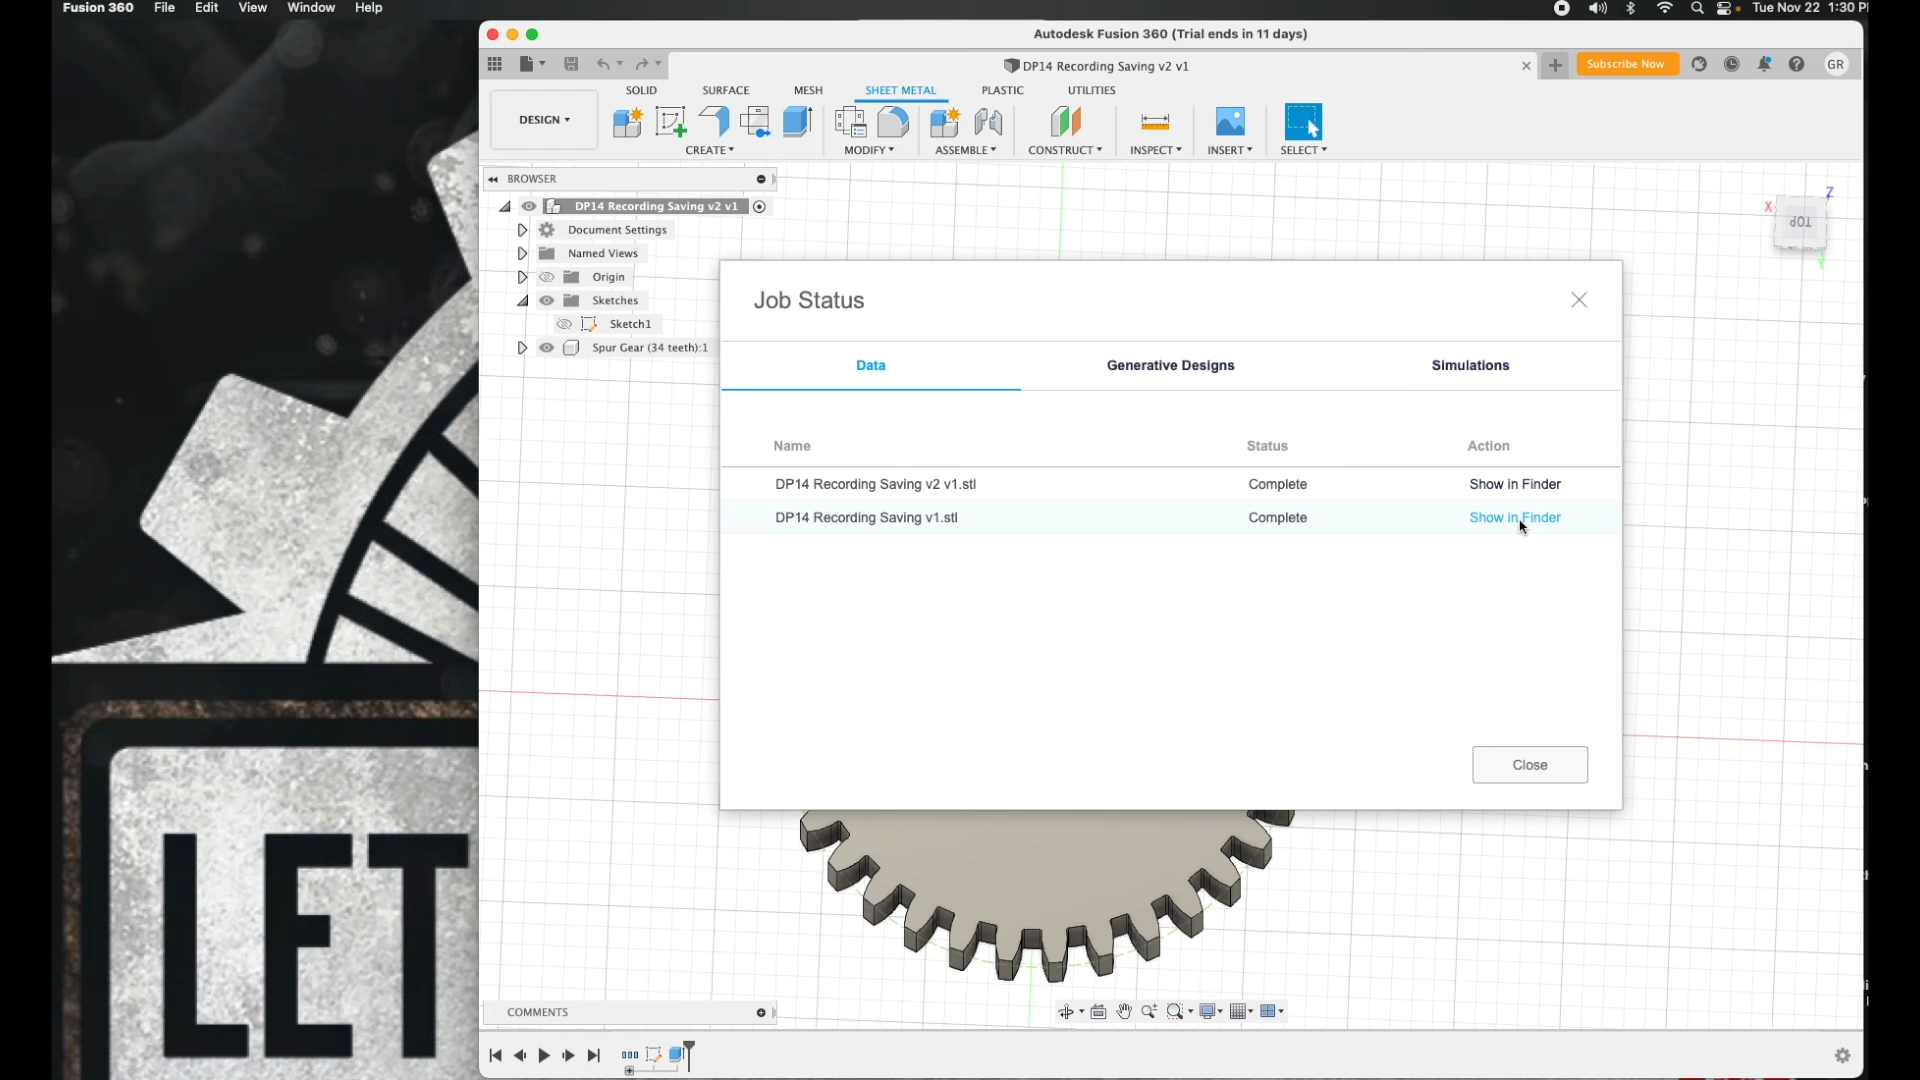 Fusion 360 File Edit View Window Help
Tue Nov 22 1:30 P
Autodesk Fusion 360 (Trial ends in 11 days)
DP14 Recording Saving v2 v1
Subscribe Now
GR
SOLID SURFACE MESH SHEET METAL PLASTIC UTILITIES
DESIGN
CREATE MODIFY ASSEMBLE CONSTRUCT INSPECT INSERT SELECT
BROWSER
DP14 Recording Saving v2 v1
Document Settings
Named Views
Origin
Sketches
Sketch1
Spur Gear (34 teeth):1
Z
X
TOP
Y
Job Status
Data Generative Designs Simulations
Name Status Action
DP14 Recording Saving v2 v1.stl Complete Show in Finder
DP14 Recording Saving v1.stl Complete Show in Finder
Close
LET
COMMENTS